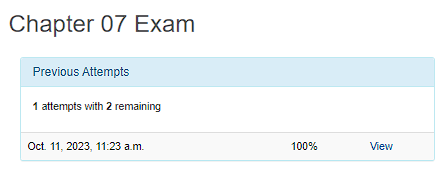 Chapter 07 Exam
Previous Attempts
1 attempts with 2 remaining
Oct. 11, 2023, 11:23 a.m. 100% View